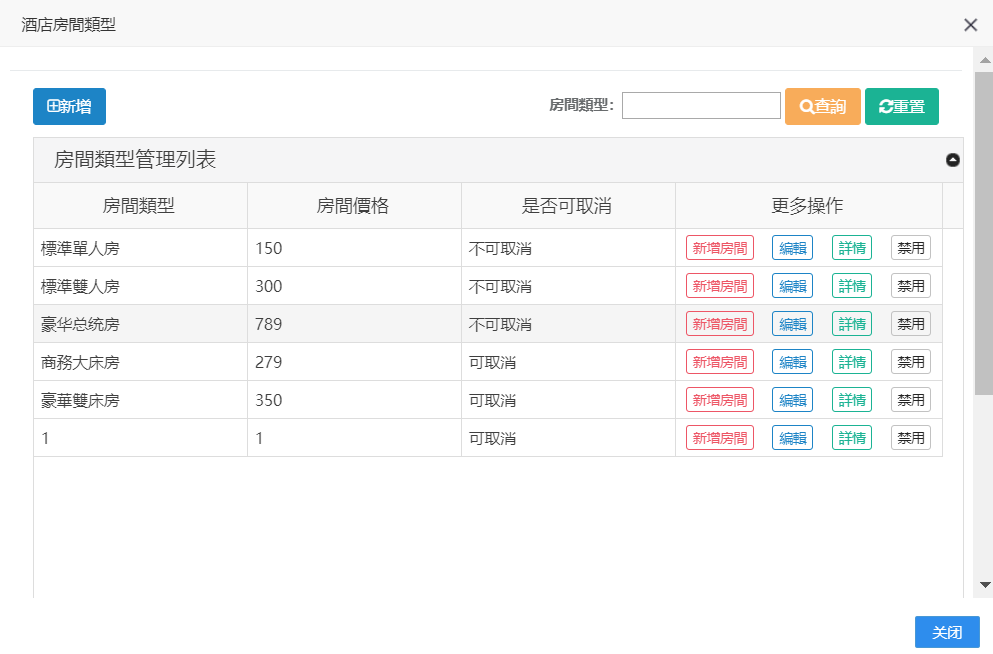 酒店房間類型
新增 房間類型: 查詢 重置
房間類型管理列表
房間類型 房間價格 是否可取消 更多操作
標準單人房 150 不可取消 新增房間 編輯 詳情 禁用
標準雙人房 300 不可取消 新增房間 編輯 詳情 禁用
豪华总统房 789 不可取消 新增房間 編輯 詳情 禁用
商務大床房 279 可取消 新增房間 編輯 詳情 禁用
豪華雙床房 350 可取消 新增房間 編輯 詳情 禁用
1 1 可取消 新增房間 編輯 詳情 禁用
关闭